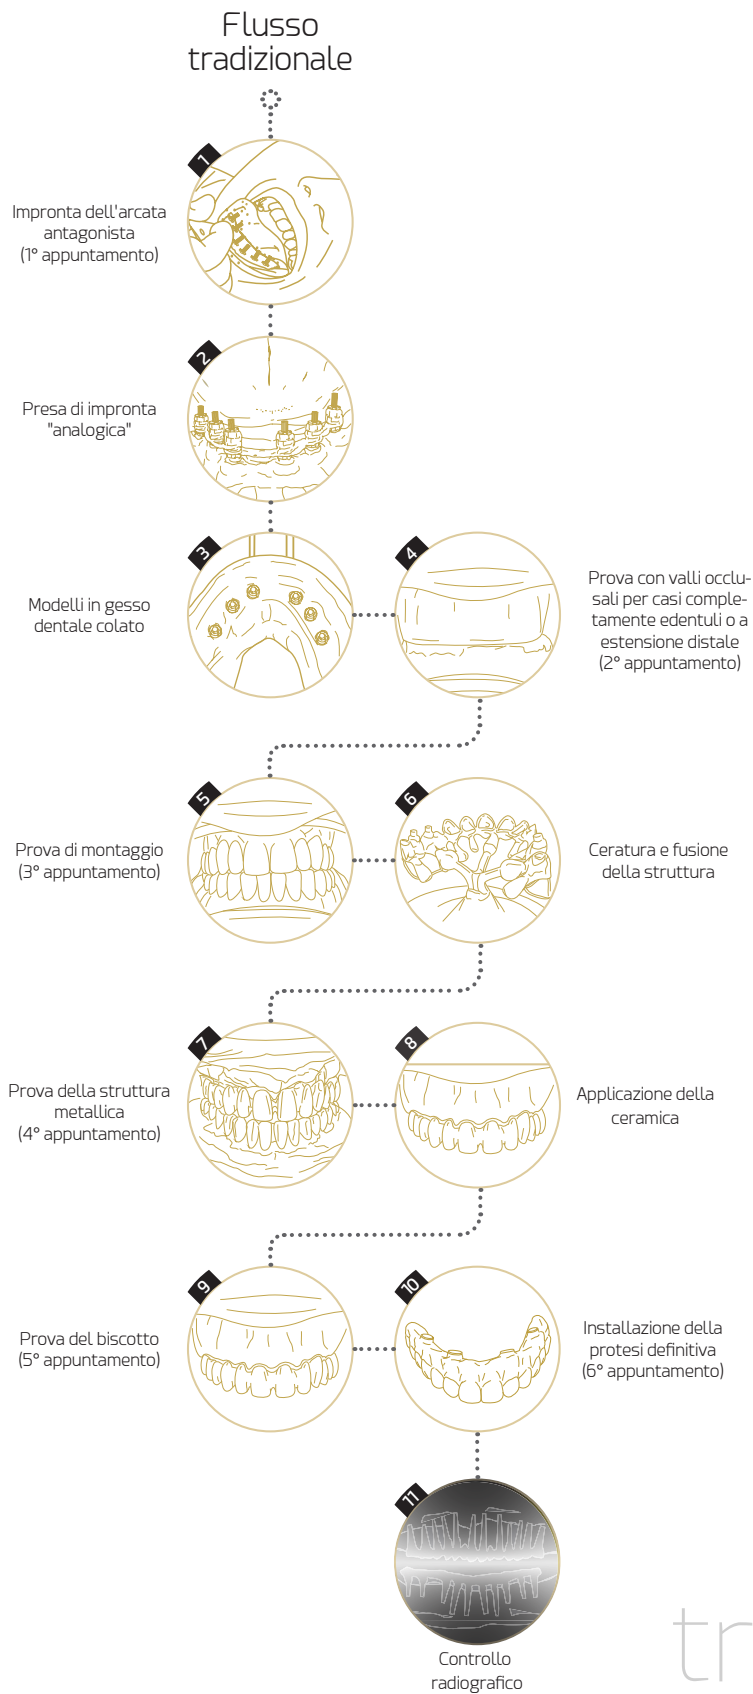 Flusso
tradizionale
1
Impronta dell'arcata
antagonista
(1° appuntamento)
2
Presa di impronta
"analogica"
3
Modelli in gesso
dentale colato
4
Prova con valli occlu-
sali per casi comple-
tamente edentuli o a
estensione distale
(2° appuntamento)
5
Prova di montaggio
(3° appuntamento)
6
Ceratura e fusione
della struttura
7
Prova della struttura
metallica
(4° appuntamento)
8
Applicazione della
ceramica
9
Prova del biscotto
(5° appuntamento)
10
Installazione della
protesi definitiva
(6° appuntamento)
11
Controllo
radiografico
tr